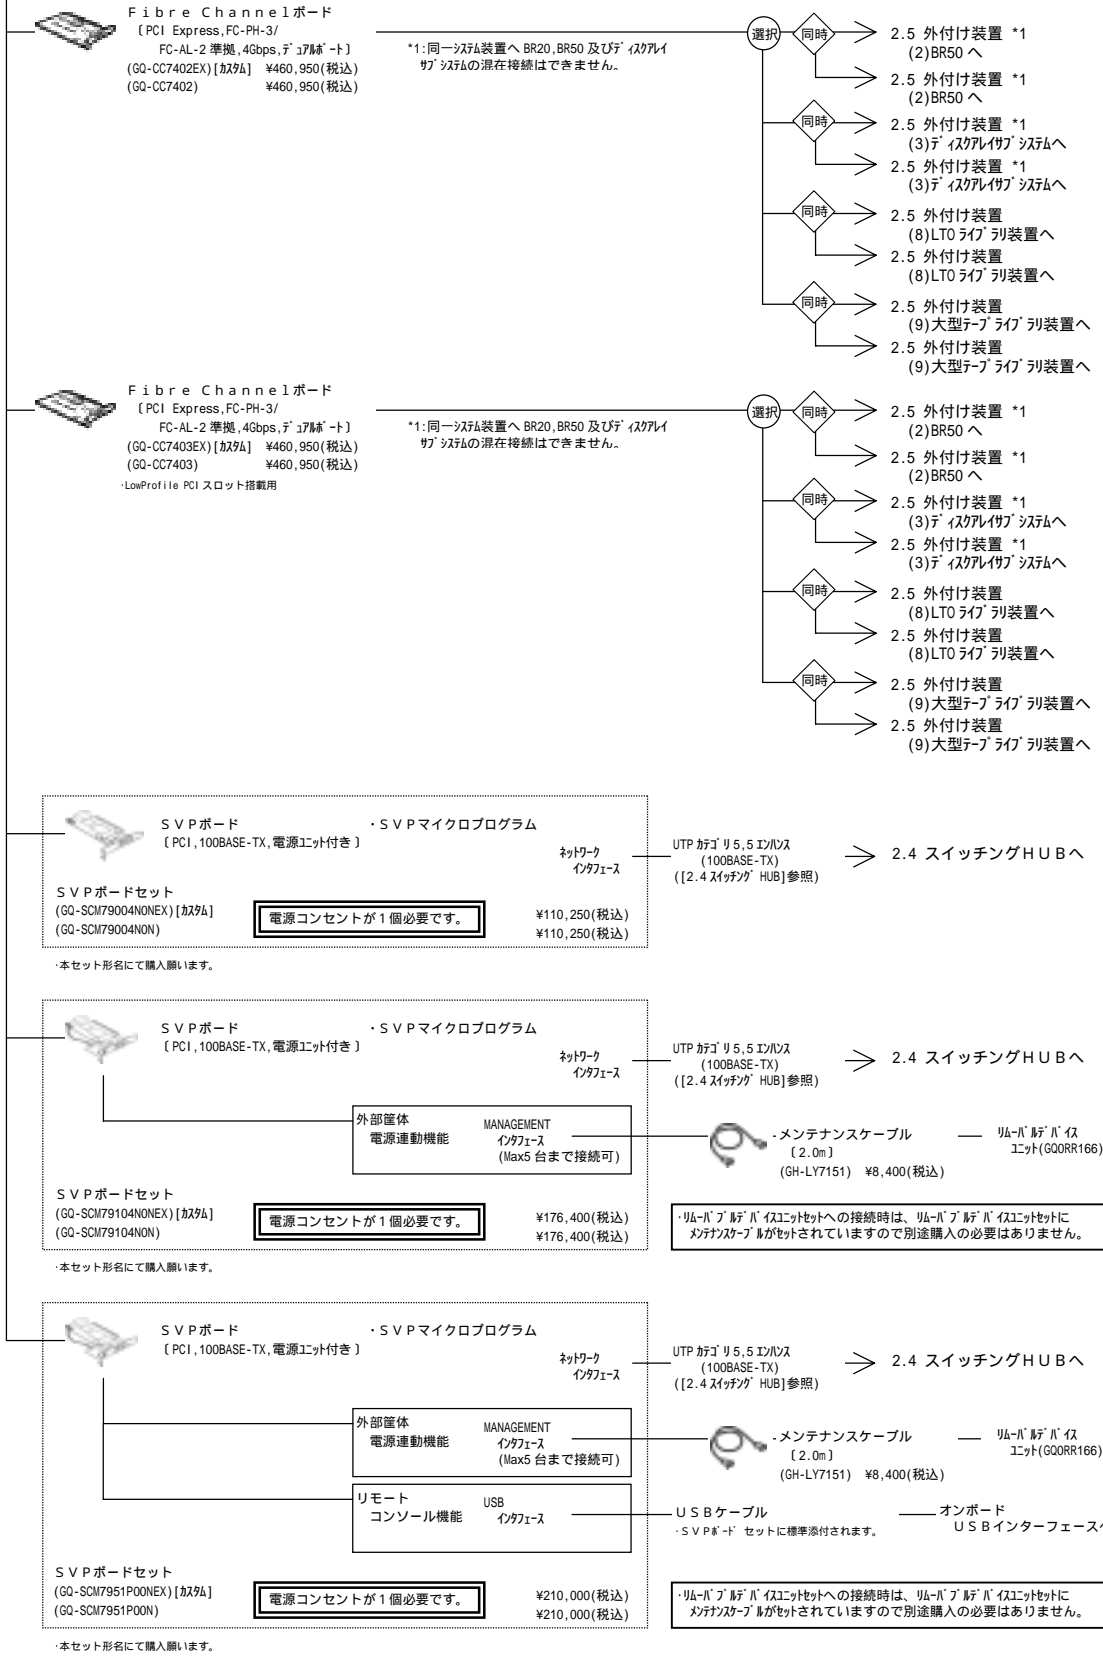 Ｆｉｂｒｅ Ｃｈａｎｎｅｌボード
〔PCI Express,FC-PH-3/
FC-AL-2 準拠,4Gbps,ﾃﾞｭｱﾙﾎﾟｰﾄ〕
(GQ-CC7402EX)[ｶｽﾀﾑ] ¥460,950(税込)
(GQ-CC7402) ¥460,950(税込)
*1:同一ｼｽﾃﾑ装置へ BR20,BR50 及びﾃﾞｨｽｸｱﾚｲ
ｻﾌﾞｼｽﾃﾑの混在接続はできません。
選択
同時
2.5 外付け装置 *1
(2)BR50 へ
2.5 外付け装置 *1
(2)BR50 へ
同時
2.5 外付け装置 *1
(3)ﾃﾞｨｽｸｱﾚｲｻﾌﾞｼｽﾃﾑへ
2.5 外付け装置 *1
(3)ﾃﾞｨｽｸｱﾚｲｻﾌﾞｼｽﾃﾑへ
同時
2.5 外付け装置
(8)LTO ﾗｲﾌﾞﾗﾘ装置へ
2.5 外付け装置
(8)LTO ﾗｲﾌﾞﾗﾘ装置へ
同時
2.5 外付け装置
(9)大型ﾃｰﾌﾟﾗｲﾌﾞﾗﾘ装置へ
2.5 外付け装置
(9)大型ﾃｰﾌﾟﾗｲﾌﾞﾗﾘ装置へ
Ｆｉｂｒｅ Ｃｈａｎｎｅｌボード
〔PCI Express,FC-PH-3/
FC-AL-2 準拠,4Gbps,ﾃﾞｭｱﾙﾎﾟｰﾄ〕
(GQ-CC7403EX)[ｶｽﾀﾑ] ¥460,950(税込)
(GQ-CC7403) ¥460,950(税込)
･LowProfile PCI スロット搭載用
*1:同一ｼｽﾃﾑ装置へ BR20,BR50 及びﾃﾞｨｽｸｱﾚｲ
ｻﾌﾞｼｽﾃﾑの混在接続はできません。
選択
同時
2.5 外付け装置 *1
(2)BR50 へ
2.5 外付け装置 *1
(2)BR50 へ
同時
2.5 外付け装置 *1
(3)ﾃﾞｨｽｸｱﾚｲｻﾌﾞｼｽﾃﾑへ
2.5 外付け装置 *1
(3)ﾃﾞｨｽｸｱﾚｲｻﾌﾞｼｽﾃﾑへ
同時
2.5 外付け装置
(8)LTO ﾗｲﾌﾞﾗﾘ装置へ
2.5 外付け装置
(8)LTO ﾗｲﾌﾞﾗﾘ装置へ
同時
2.5 外付け装置
(9)大型ﾃｰﾌﾟﾗｲﾌﾞﾗﾘ装置へ
2.5 外付け装置
(9)大型ﾃｰﾌﾟﾗｲﾌﾞﾗﾘ装置へ
ＳＶＰボード ・ＳＶＰマイクロプログラム
〔PCI,100BASE-TX,電源ﾕﾆｯﾄ付き〕
ﾈｯﾄﾜｰｸ
ｲﾝﾀﾌｪｰｽ
UTP ｶﾃｺﾞﾘ 5,5 ｴﾝﾊﾝｽ
(100BASE-TX)
([2.4 ｽｲｯﾁﾝｸﾞ HUB]参照)
2.4 スイッチングＨＵＢへ
ＳＶＰボードセット
(GQ-SCM79004N0NEX)[ｶｽﾀﾑ] ¥110,250(税込)
(GQ-SCM79004N0N) ¥110,250(税込)
電源コンセントが１個必要です。
･本セット形名にて購入願います。
ＳＶＰボード ・ＳＶＰマイクロプログラム
〔PCI,100BASE-TX,電源ﾕﾆｯﾄ付き〕
ﾈｯﾄﾜｰｸ
ｲﾝﾀﾌｪｰｽ
UTP ｶﾃｺﾞﾘ 5,5 ｴﾝﾊﾝｽ
(100BASE-TX)
([2.4 ｽｲｯﾁﾝｸﾞ HUB]参照)
2.4 スイッチングＨＵＢへ
外部筐体
電源連動機能
MANAGEMENT
ｲﾝﾀﾌｪｰｽ
(Max5 台まで接続可)
メンテナンスケーブル
〔2.0m〕
(GH-LY7151) ¥8,400(税込)
ﾘﾑｰﾊﾞﾙﾃﾞﾊﾞｲｽ
ﾕﾆｯﾄ(GQ0RR166)
ＳＶＰボードセット
(GQ-SCM79104N0NEX)[ｶｽﾀﾑ] ¥176,400(税込)
(GQ-SCM79104N0N) ¥176,400(税込)
電源コンセントが１個必要です。
･ﾘﾑｰﾊﾞﾌﾞﾙﾃﾞﾊﾞｲｽﾕﾆｯﾄｾｯﾄへの接続時は、ﾘﾑｰﾊﾞﾌﾞﾙﾃﾞﾊﾞｲｽﾕﾆｯﾄｾｯﾄに
ﾒﾝﾃﾅﾝｽｹｰﾌﾞﾙがｾｯﾄされていますので別途購入の必要はありません。
･本セット形名にて購入願います。
ＳＶＰボード ・ＳＶＰマイクロプログラム
〔PCI,100BASE-TX,電源ﾕﾆｯﾄ付き〕
ﾈｯﾄﾜｰｸ
ｲﾝﾀﾌｪｰｽ
UTP ｶﾃｺﾞﾘ 5,5 ｴﾝﾊﾝｽ
(100BASE-TX)
([2.4 ｽｲｯﾁﾝｸﾞ HUB]参照)
2.4 スイッチングＨＵＢへ
外部筐体
電源連動機能
MANAGEMENT
ｲﾝﾀﾌｪｰｽ
(Max5 台まで接続可)
メンテナンスケーブル
〔2.0m〕
(GH-LY7151) ¥8,400(税込)
ﾘﾑｰﾊﾞﾙﾃﾞﾊﾞｲｽ
ﾕﾆｯﾄ(GQ0RR166)
リモート
コンソール機能
USB
ｲﾝﾀﾌｪｰｽ
ＵＳＢケーブル
･ＳＶＰﾎﾞｰﾄﾞ セットに標準添付されます。
オンボード
ＵＳＢインターフェースへ
ＳＶＰボードセット
(GQ-SCM7951P00NEX)[ｶｽﾀﾑ] ¥210,000(税込)
(GQ-SCM7951P00N) ¥210,000(税込)
電源コンセントが１個必要です。
･ﾘﾑｰﾊﾞﾌﾞﾙﾃﾞﾊﾞｲｽﾕﾆｯﾄｾｯﾄへの接続時は、ﾘﾑｰﾊﾞﾌﾞﾙﾃﾞﾊﾞｲｽﾕﾆｯﾄｾｯﾄに
ﾒﾝﾃﾅﾝｽｹｰﾌﾞﾙがｾｯﾄされていますので別途購入の必要はありません。
･本セット形名にて購入願います。